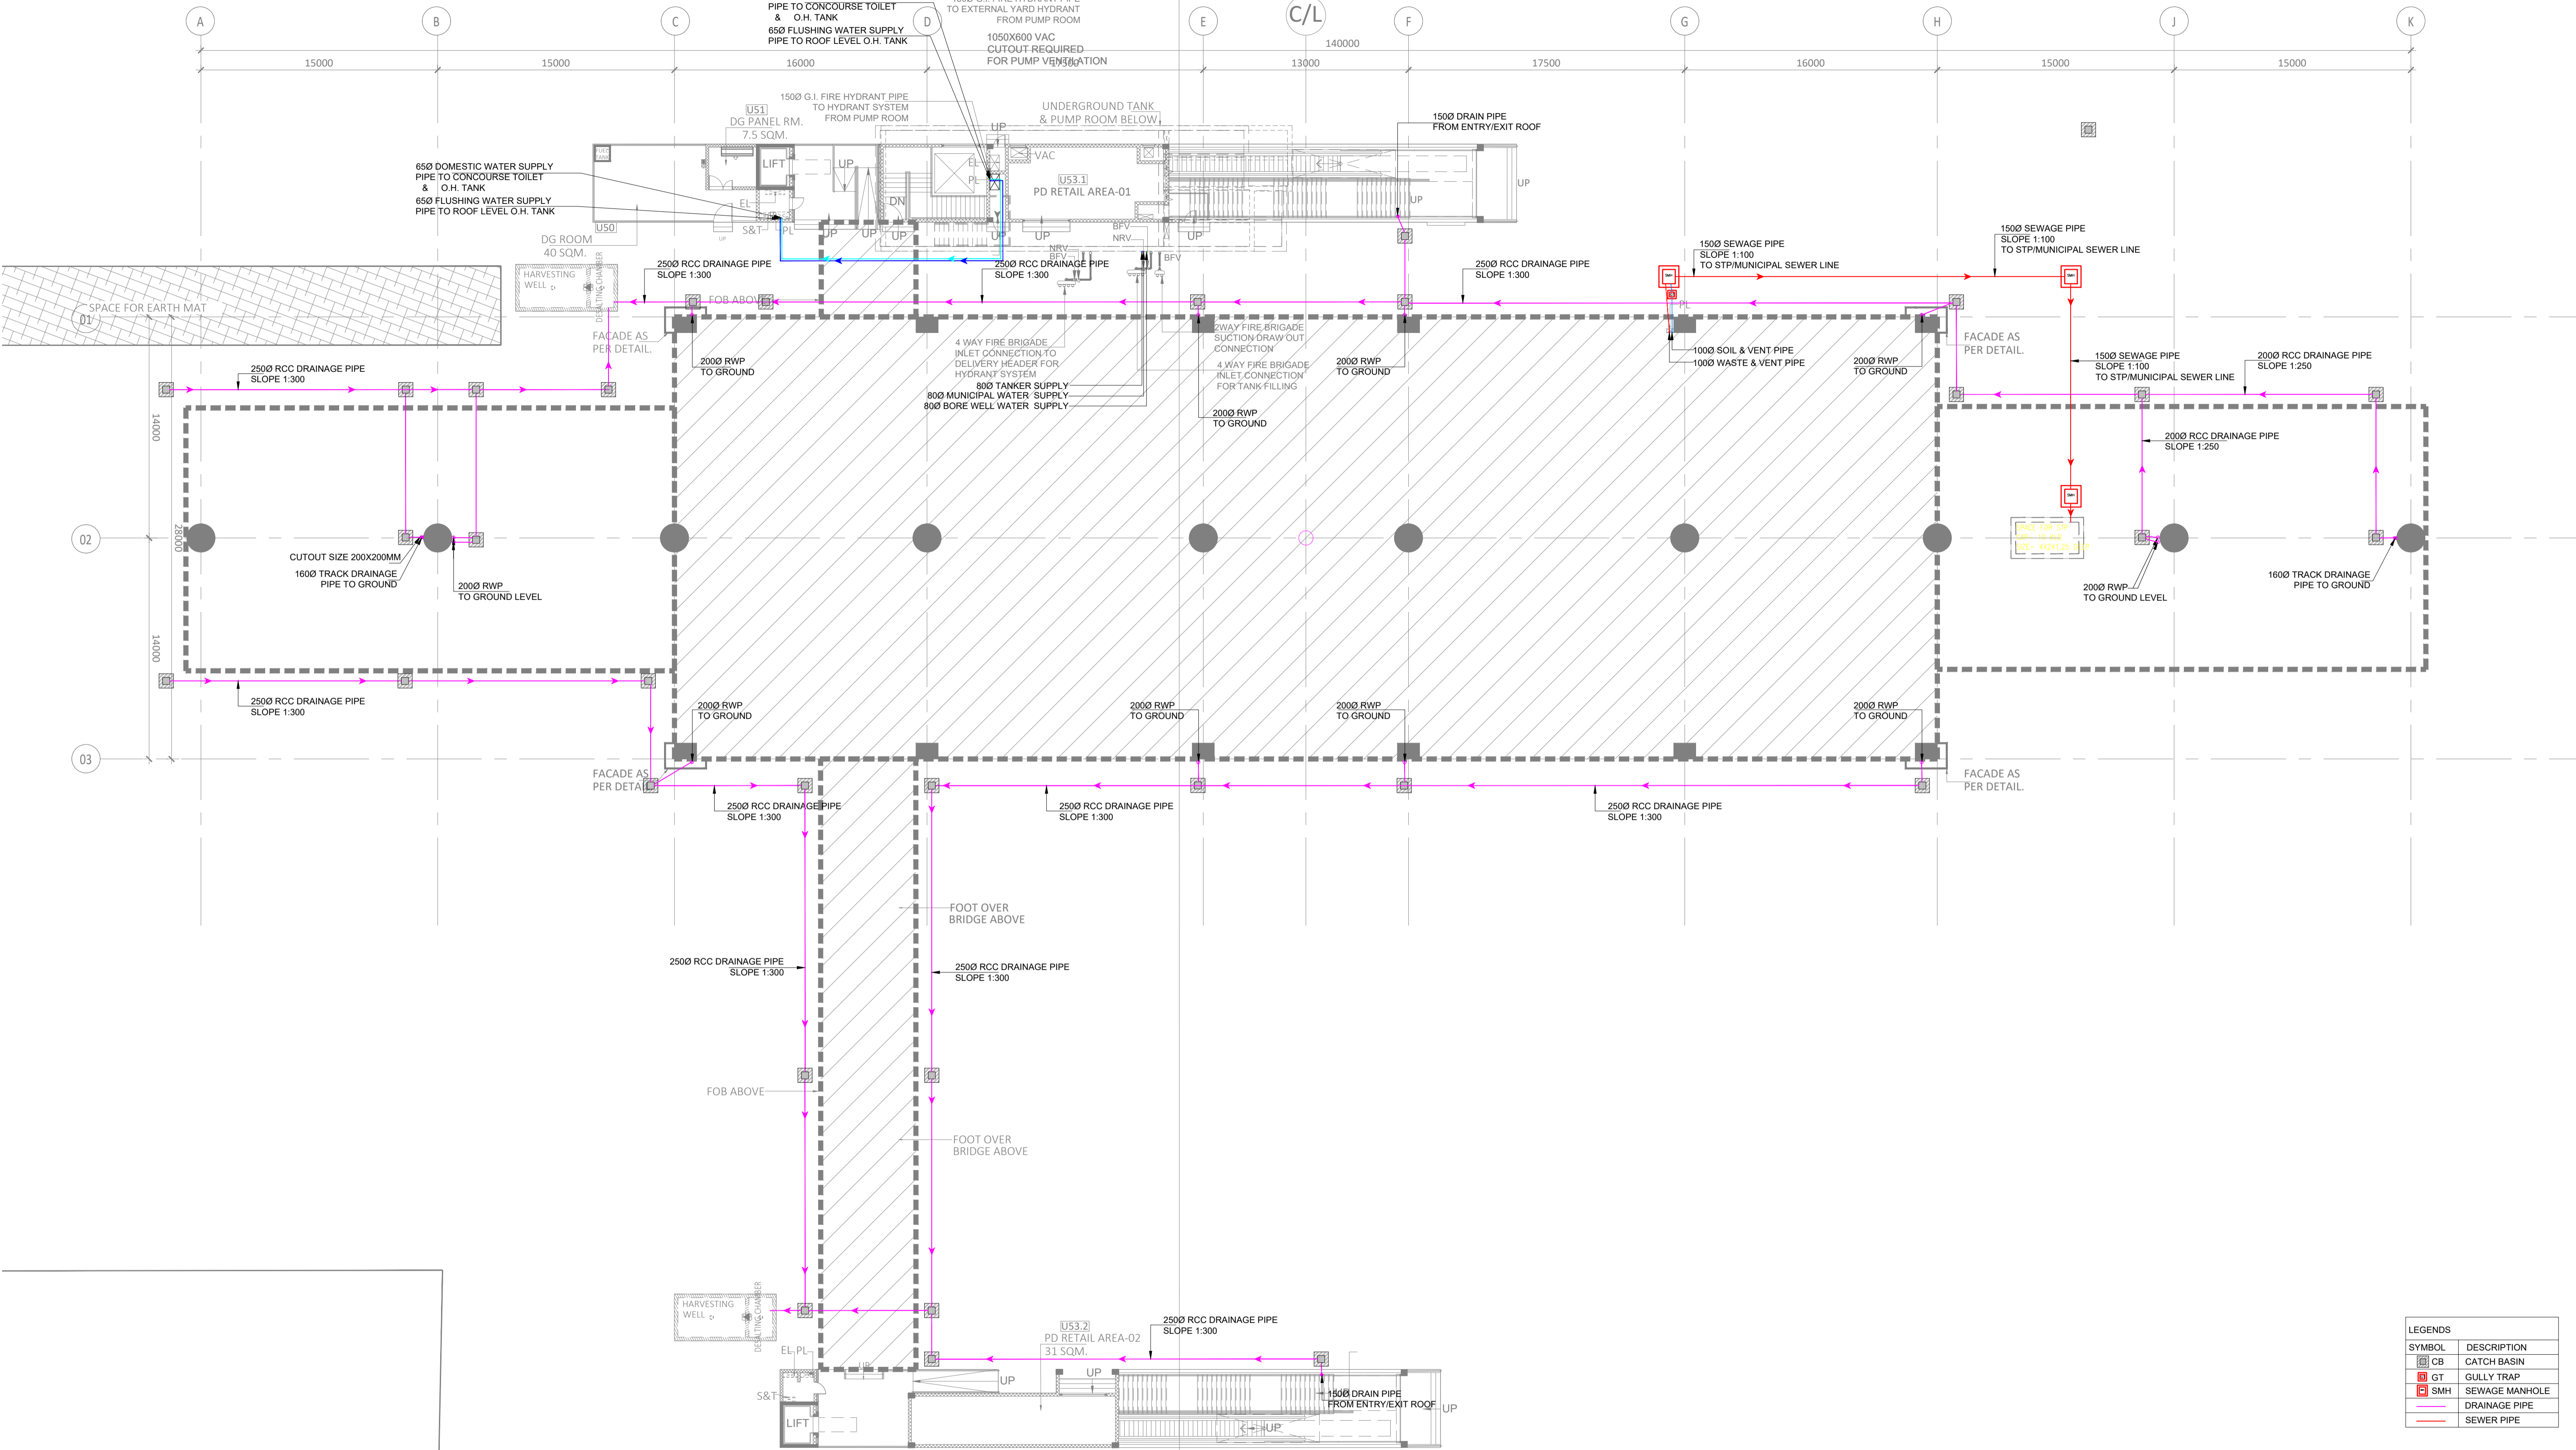 A
B
C
D
E
C/L
F
G
H
J
K
PIPE TO CONCOURSE TOILET
& O.H. TANK
65Ø FLUSHING WATER SUPPLY
PIPE TO ROOF LEVEL O.H. TANK
TO EXTERNAL YARD HYDRANT
FROM PUMP ROOM
1050X600 VAC
CUTOUT REQUIRED
FOR PUMP VENTILATION
140000
15000
15000
16000
17500
13000
17500
16000
15000
15000
150Ø G.I. FIRE HYDRANT PIPE
TO HYDRANT SYSTEM
FROM PUMP ROOM
U51
DG PANEL RM.
7.5 SQM.
UNDERGROUND TANK
& PUMP ROOM BELOW
150Ø DRAIN PIPE
FROM ENTRY/EXIT ROOF
FUEL
TANK
LIFT
UP
UP
EL
PL
VAC
U53.1
PD RETAIL AREA-01
UP
UP
65Ø DOMESTIC WATER SUPPLY
PIPE TO CONCOURSE TOILET
& O.H. TANK
65Ø FLUSHING WATER SUPPLY
PIPE TO ROOF LEVEL O.H. TANK
EL
DN
U50
S&T
PL
UP
UP
UP
UP
UP
UP
UP
DG ROOM
40 SQM.
BFV
NRV
NRV
BFV
BFV
150Ø SEWAGE PIPE
SLOPE 1:100
TO STP/MUNICIPAL SEWER LINE
150Ø SEWAGE PIPE
SLOPE 1:100
TO STP/MUNICIPAL SEWER LINE
HARVESTING
WELL
DESALTING CHAMBER
250Ø RCC DRAINAGE PIPE
SLOPE 1:300
250Ø RCC DRAINAGE PIPE
SLOPE 1:300
250Ø RCC DRAINAGE PIPE
SLOPE 1:300
SMH
SMH
PL
FOB ABOVE
SPACE FOR EARTH MAT
01
FACADE AS
PER DETAIL.
4 WAY FIRE BRIGADE
INLET CONNECTION TO
DELIVERY HEADER FOR
HYDRANT SYSTEM
2WAY FIRE BRIGADE
SUCTION DRAW OUT
CONNECTION
4 WAY FIRE BRIGADE
INLET CONNECTION
FOR TANK FILLING
FACADE AS
PER DETAIL.
100Ø SOIL & VENT PIPE
100Ø WASTE & VENT PIPE
200Ø RWP
TO GROUND
200Ø RWP
TO GROUND
200Ø RWP
TO GROUND
150Ø SEWAGE PIPE
SLOPE 1:100
TO STP/MUNICIPAL SEWER LINE
200Ø RCC DRAINAGE PIPE
SLOPE 1:250
250Ø RCC DRAINAGE PIPE
SLOPE 1:300
80Ø TANKER SUPPLY
80Ø MUNICIPAL WATER SUPPLY
80Ø BORE WELL WATER SUPPLY
200Ø RWP
TO GROUND
14000
28000
14000
200Ø RCC DRAINAGE PIPE
SLOPE 1:250
SMH
02
CUTOUT SIZE 200X200MM
160Ø TRACK DRAINAGE
PIPE TO GROUND
200Ø RWP
TO GROUND LEVEL
200Ø RWP
TO GROUND LEVEL
160Ø TRACK DRAINAGE
PIPE TO GROUND
250Ø RCC DRAINAGE PIPE
SLOPE 1:300
200Ø RWP
TO GROUND
200Ø RWP
TO GROUND
200Ø RWP
TO GROUND
200Ø RWP
TO GROUND
03
FACADE AS
PER DETAIL
FACADE AS
PER DETAIL.
250Ø RCC DRAINAGE PIPE
SLOPE 1:300
250Ø RCC DRAINAGE PIPE
SLOPE 1:300
250Ø RCC DRAINAGE PIPE
SLOPE 1:300
FOOT OVER
BRIDGE ABOVE
250Ø RCC DRAINAGE PIPE
SLOPE 1:300
250Ø RCC DRAINAGE PIPE
SLOPE 1:300
FOB ABOVE
FOOT OVER
BRIDGE ABOVE
HARVESTING
WELL
DESALTING CHAMBER
U53.2
PD RETAIL AREA-02
31 SQM.
250Ø RCC DRAINAGE PIPE
SLOPE 1:300
EL
PL
UP
UP
UP
S&T
LIFT
150Ø DRAIN PIPE
FROM ENTRY/EXIT ROOF
UP
UP
LEGENDS
SYMBOL DESCRIPTION
CB CATCH BASIN
GT GULLY TRAP
SMH SEWAGE MANHOLE
DRAINAGE PIPE
SEWER PIPE